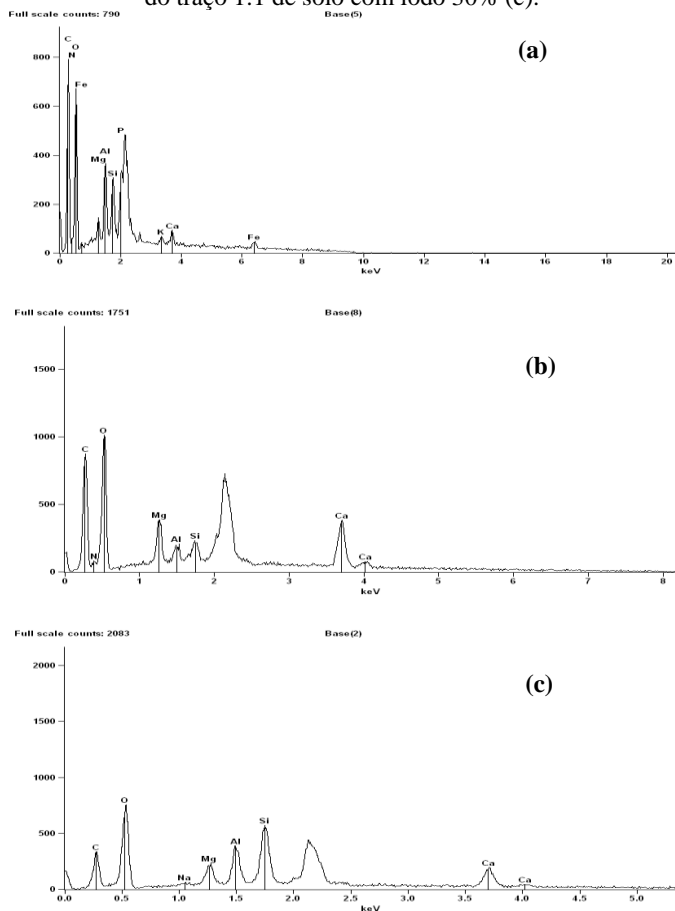 do traço 1:1 de solo com lodo 30% (c).
Full scale counts: 790 Base(5)
(a)
C
O
N
Fe
800
600
400
200
0
P
Al
Mg
Si
K
Ca
Fe
0 2 4 6 8 10 12 14 16 18 20
keV
Full scale counts: 1751 Base(8)
(b)
1500
1000
500
0
C
O
N
Mg
Al
Si
Ca
Ca
0 1 2 3 4 5 6 7 8
keV
Full scale counts: 2083 Base(2)
(c)
2000
1500
1000
500
0
C
O
Na
Mg
Al
Si
Ca
Ca
0.0 0.5 1.0 1.5 2.0 2.5 3.0 3.5 4.0 4.5 5.0
keV